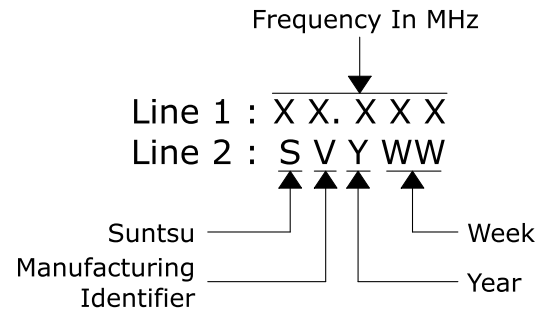 Frequency In MHz
Line 1 : X X. X X X
Line 2 : S V Y WW
Suntsu
Week
Manufacturing
Identifier
Year